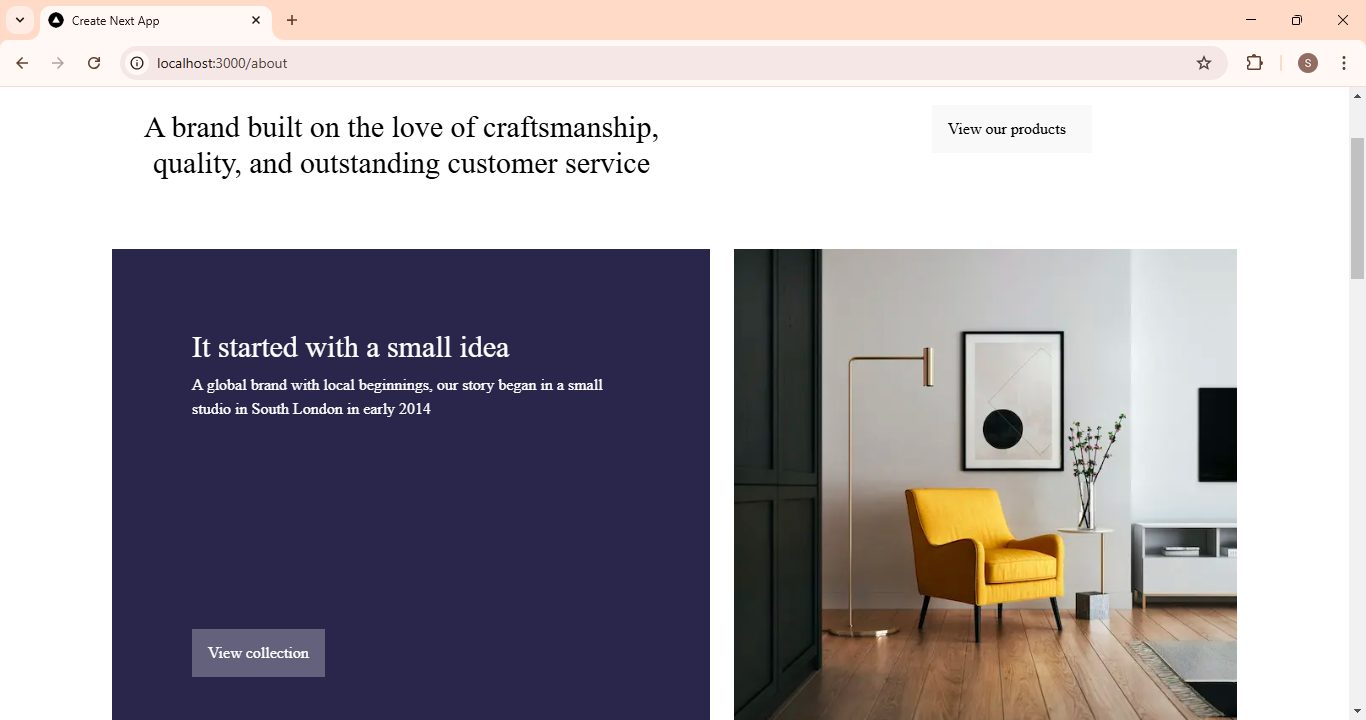 Create Next App
localhost:3000/about
S
A brand built on the love of craftsmanship,
quality, and outstanding customer service
View our products
It started with a small idea
A global brand with local beginnings, our story began in a small
studio in South London in early 2014
View collection